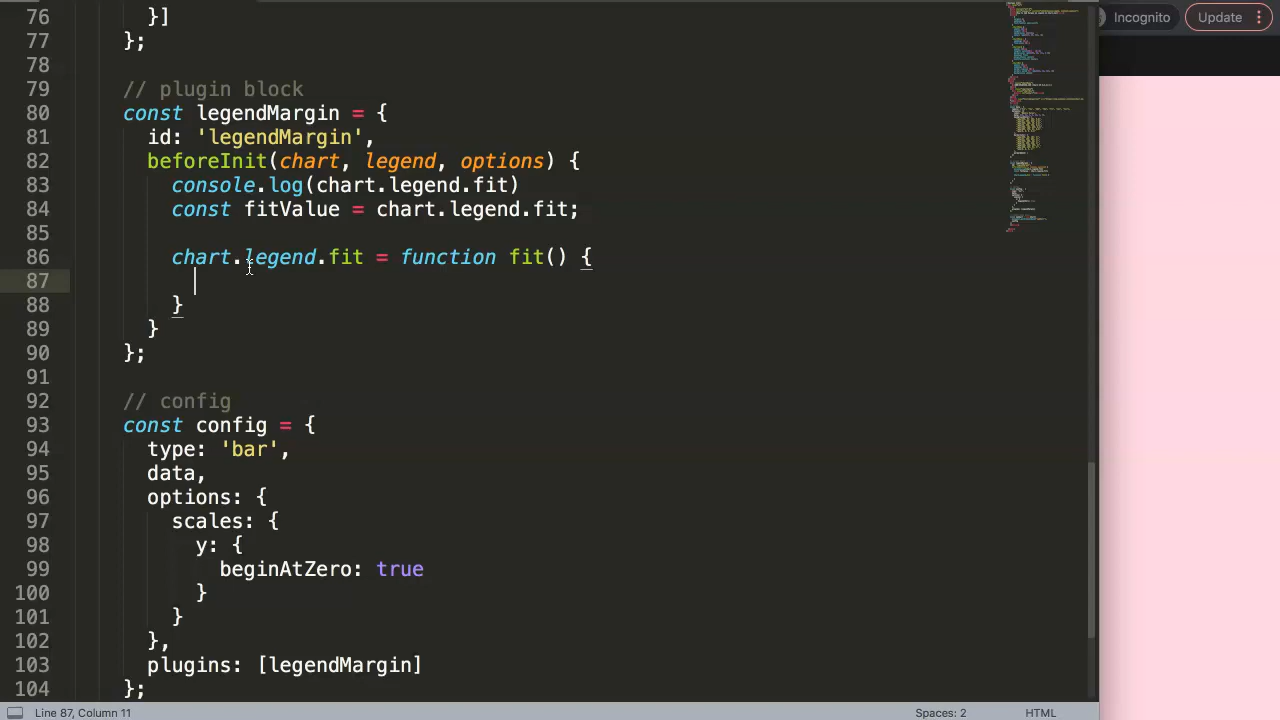 76 }]
77 };
78
79 // plugin block
80 const legendMargin = {
81 id: 'legendMargin',
82 beforeInit(chart, legend, options) {
83 console.log(chart.legend.fit)
84 const fitValue = chart.legend.fit;
85
86 chart.legend.fit = function fit() {
87
88 }
89 }
90 };
91
92 // config
93 const config = {
94 type: 'bar',
95 data,
96 options: {
97 scales: {
98 y: {
99 beginAtZero: true
100 }
101 }
102 },
103 plugins: [legendMargin]
104 };
Line 87, Column 11
Spaces: 2
HTML
Incognito
Update